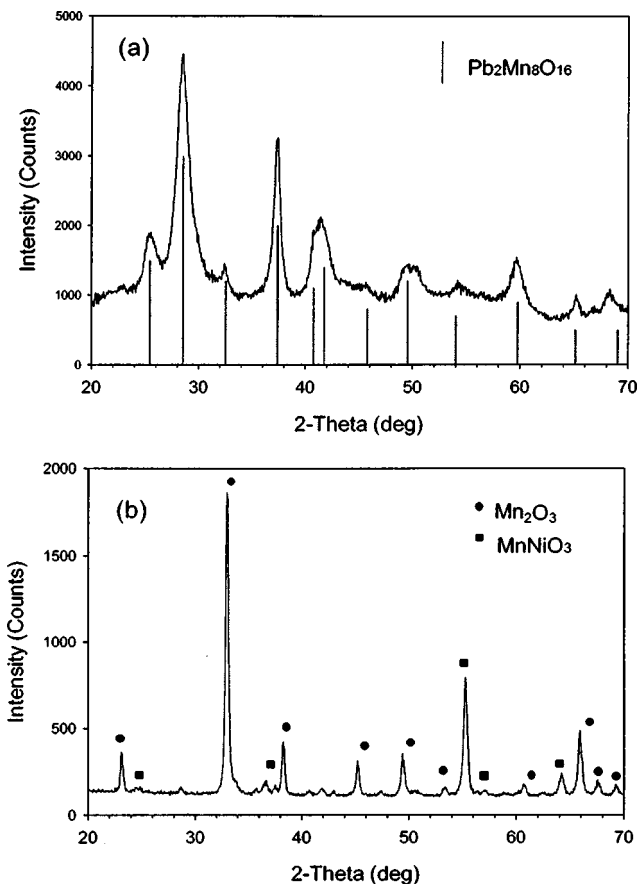 (a)
Pb₂Mn₈O₁₆
5000
4000
3000
2000
1000
0
Intensity (Counts)
20 30 40 50 60 70
2-Theta (deg)
(b)
Mn₂O₃
MnNiO₃
2000
1500
1000
500
0
Intensity (Counts)
20 30 40 50 60 70
2-Theta (deg)